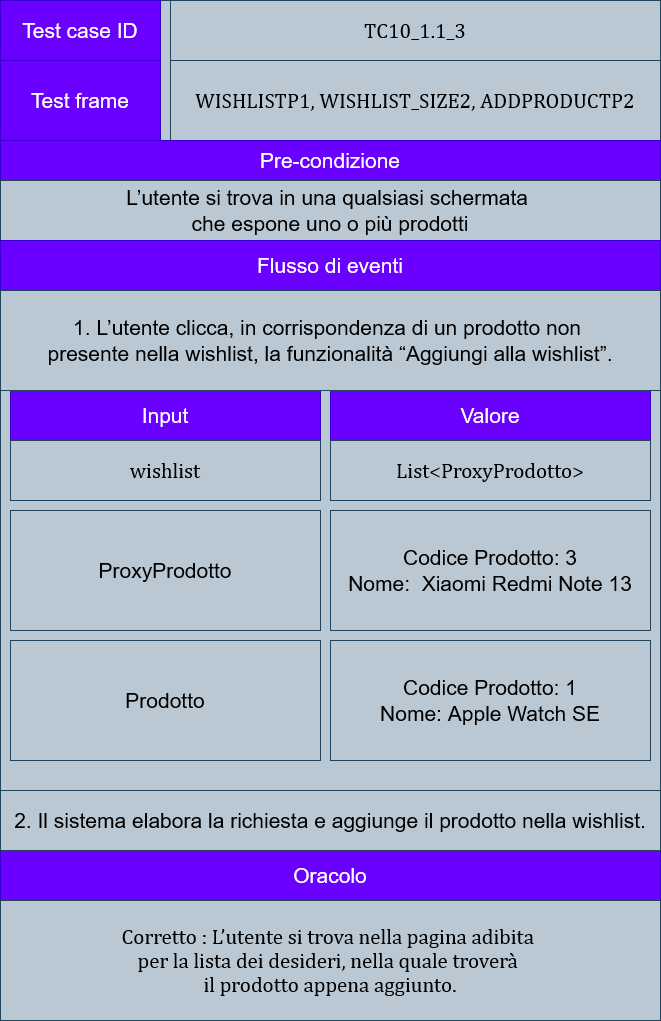 Test case ID
TC10_1.1_3
Test frame
WISHLISTP1, WISHLIST_SIZE2, ADDPRODUCTP2
Pre-condizione
L’utente si trova in una qualsiasi schermata
che espone uno o più prodotti
Flusso di eventi
1. L’utente clicca, in corrispondenza di un prodotto non
presente nella wishlist, la funzionalità “Aggiungi alla wishlist”.
Input
Valore
wishlist
List<ProxyProdotto>
ProxyProdotto
Codice Prodotto: 3
Nome:  Xiaomi Redmi Note 13
Prodotto
Codice Prodotto: 1
Nome: Apple Watch SE
2. Il sistema elabora la richiesta e aggiunge il prodotto nella wishlist.
Oracolo
Corretto : L’utente si trova nella pagina adibita
per la lista dei desideri, nella quale troverà
il prodotto appena aggiunto.